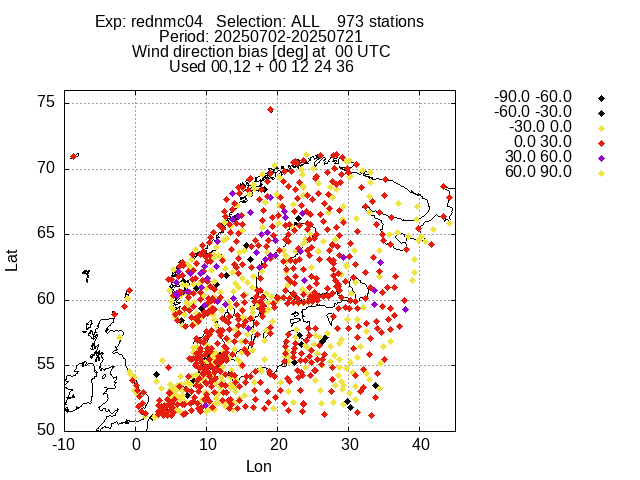 Exp: rednmc04 Selection: ALL 973 stations
Period: 20250702-20250721
Wind direction bias [deg] at 00 UTC
Used 00,12 + 00 12 24 36
-90.0 -60.0
-60.0 -30.0
-30.0 0.0
0.0 30.0
30.0 60.0
60.0 90.0
75
70
65
60
55
50
Lat
-10 0 10 20 30 40
Lon